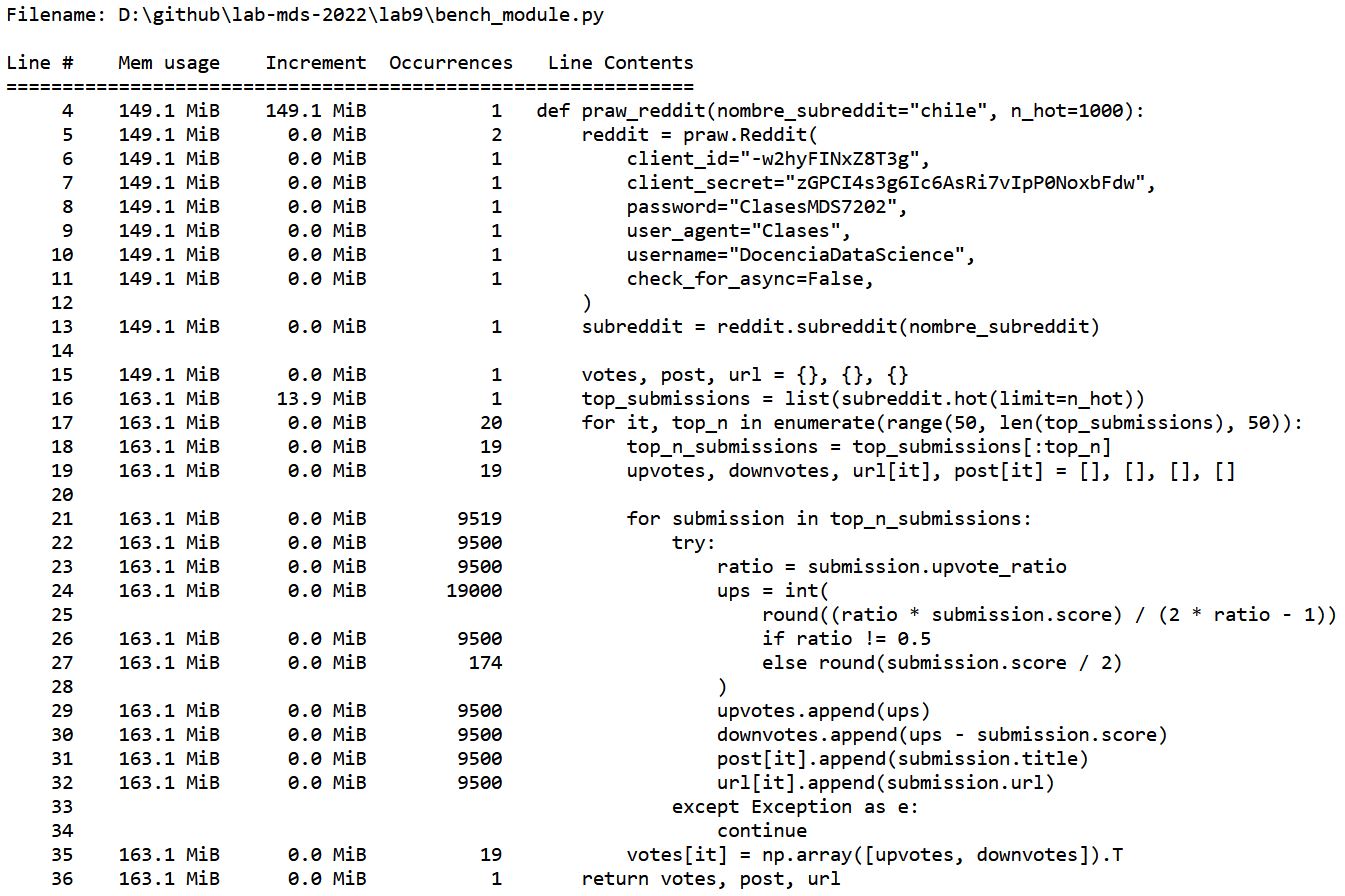 Filename: D:\github\lab-mds-2022\lab9\bench_module.py
Line #    Mem usage    Increment  Occurrences   Line Contents
=============================================================
     4    149.1 MiB    149.1 MiB           1   def praw_reddit(nombre_subreddit="chile", n_hot=1000):
     5    149.1 MiB      0.0 MiB           2       reddit = praw.Reddit(
     6    149.1 MiB      0.0 MiB           1           client_id="-w2hyFINxZ8T3g",
     7    149.1 MiB      0.0 MiB           1           client_secret="zGPCI4s3g6Ic6AsRi7vIpP0NoxbFdw",
     8    149.1 MiB      0.0 MiB           1           password="ClasesMDS7202",
     9    149.1 MiB      0.0 MiB           1           user_agent="Clases",
    10    149.1 MiB      0.0 MiB           1           username="DocenciaDataScience",
    11    149.1 MiB      0.0 MiB           1           check_for_async=False,
    12                                             )
    13    149.1 MiB      0.0 MiB           1       subreddit = reddit.subreddit(nombre_subreddit)
    14
    15    149.1 MiB      0.0 MiB           1       votes, post, url = {}, {}, {}
    16    163.1 MiB     13.9 MiB           1       top_submissions = list(subreddit.hot(limit=n_hot))
    17    163.1 MiB      0.0 MiB          20       for it, top_n in enumerate(range(50, len(top_submissions), 50)):
    18    163.1 MiB      0.0 MiB          19           top_n_submissions = top_submissions[:top_n]
    19    163.1 MiB      0.0 MiB          19           upvotes, downvotes, url[it], post[it] = [], [], [], []
    20
    21    163.1 MiB      0.0 MiB        9519           for submission in top_n_submissions:
    22    163.1 MiB      0.0 MiB        9500               try:
    23    163.1 MiB      0.0 MiB        9500                   ratio = submission.upvote_ratio
    24    163.1 MiB      0.0 MiB       19000                   ups = int(
    25                                                             round((ratio * submission.score) / (2 * ratio - 1))
    26    163.1 MiB      0.0 MiB        9500                       if ratio != 0.5
    27    163.1 MiB      0.0 MiB         174                       else round(submission.score / 2)
    28                                                         )
    29    163.1 MiB      0.0 MiB        9500                   upvotes.append(ups)
    30    163.1 MiB      0.0 MiB        9500                   downvotes.append(ups - submission.score)
    31    163.1 MiB      0.0 MiB        9500                   post[it].append(submission.title)
    32    163.1 MiB      0.0 MiB        9500                   url[it].append(submission.url)
    33                                                     except Exception as e:
    34                                                         continue
    35    163.1 MiB      0.0 MiB          19           votes[it] = np.array([upvotes, downvotes]).T
    36    163.1 MiB      0.0 MiB           1       return votes, post, url